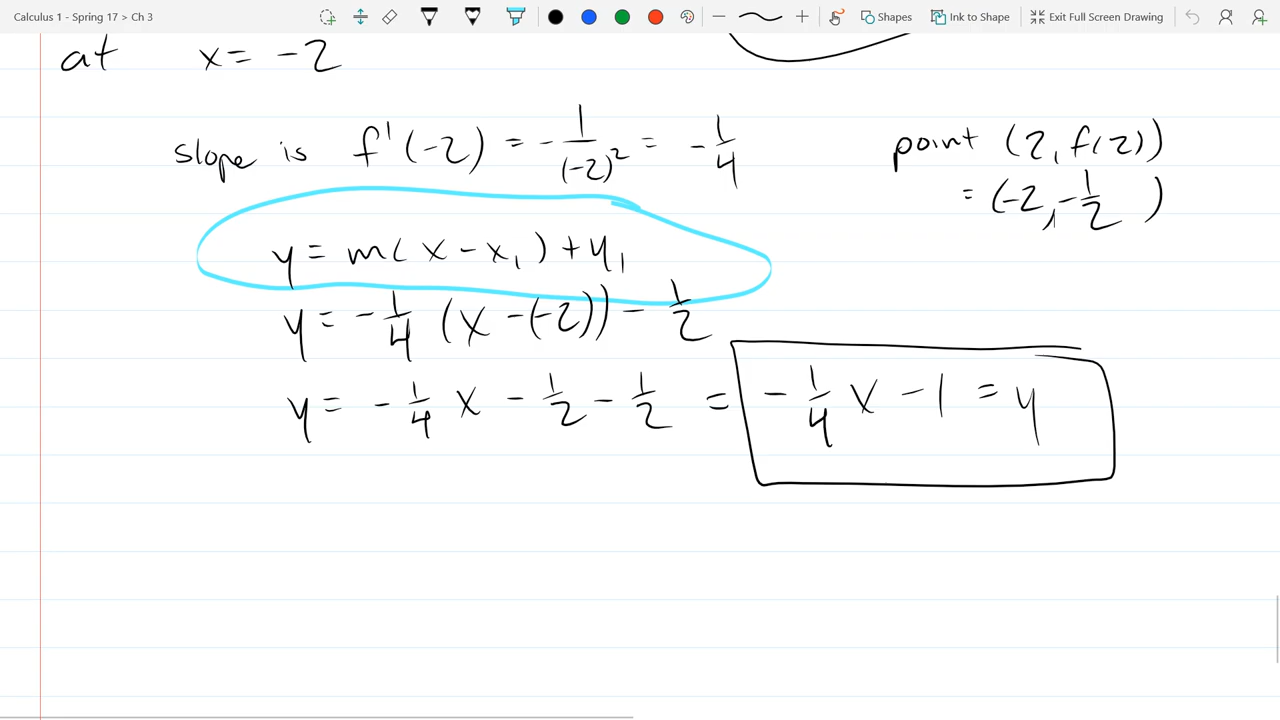 Calculus 1 - Spring 17 > Ch 3 Shapes Ink to Shape Exit Full Screen Drawing
at x = -2
slope is f'(-2) = -1/(-2)² = -1/4
point (2, f(2))
= (-2, -1/2)
y = m(x - x₁) + y₁
y = -1/4 (x - (-2)) - 1/2
y = -1/4 x - 1/2 - 1/2 = -1/4 x - 1 = y